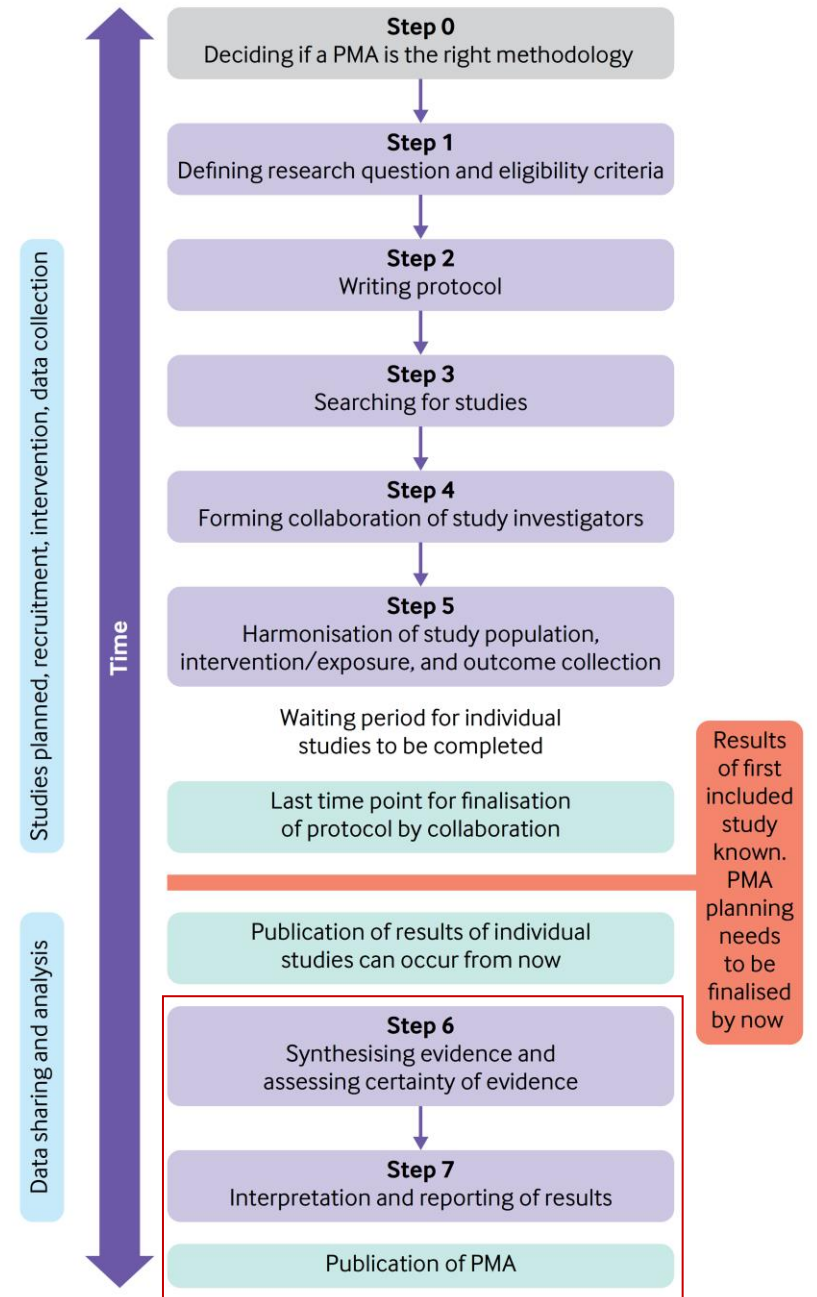 Step 0
Deciding if a PMA is the right methodology
Step 1
Defining research question and eligibility criteria
Step 2
Writing protocol
Step 3
Searching for studies
Step 4
Forming collaboration of study investigators
Step 5
Harmonisation of study population,
intervention/exposure, and outcome collection
Waiting period for individual
studies to be completed
Last time point for finalisation
of protocol by collaboration
Publication of results of individual
studies can occur from now
Step 6
Synthesising evidence and
assessing certainty of evidence
Step 7
Interpretation and reporting of results
Publication of PMA
Studies planned, recruitment, intervention, data collection
Data sharing and analysis
Time
Results
of first
included
study
known.
PMA
planning
needs
to be
finalised
by now